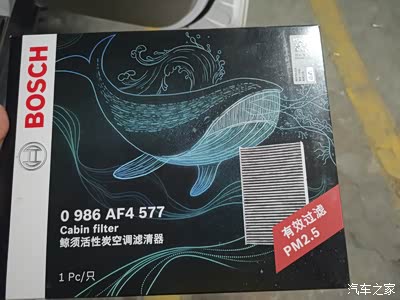 BOSCH
0 986 AF4 577
Cabin filter
鲸须活性炭空调滤清器
1 Pc/只
有效过滤
PM2.5
汽车之家